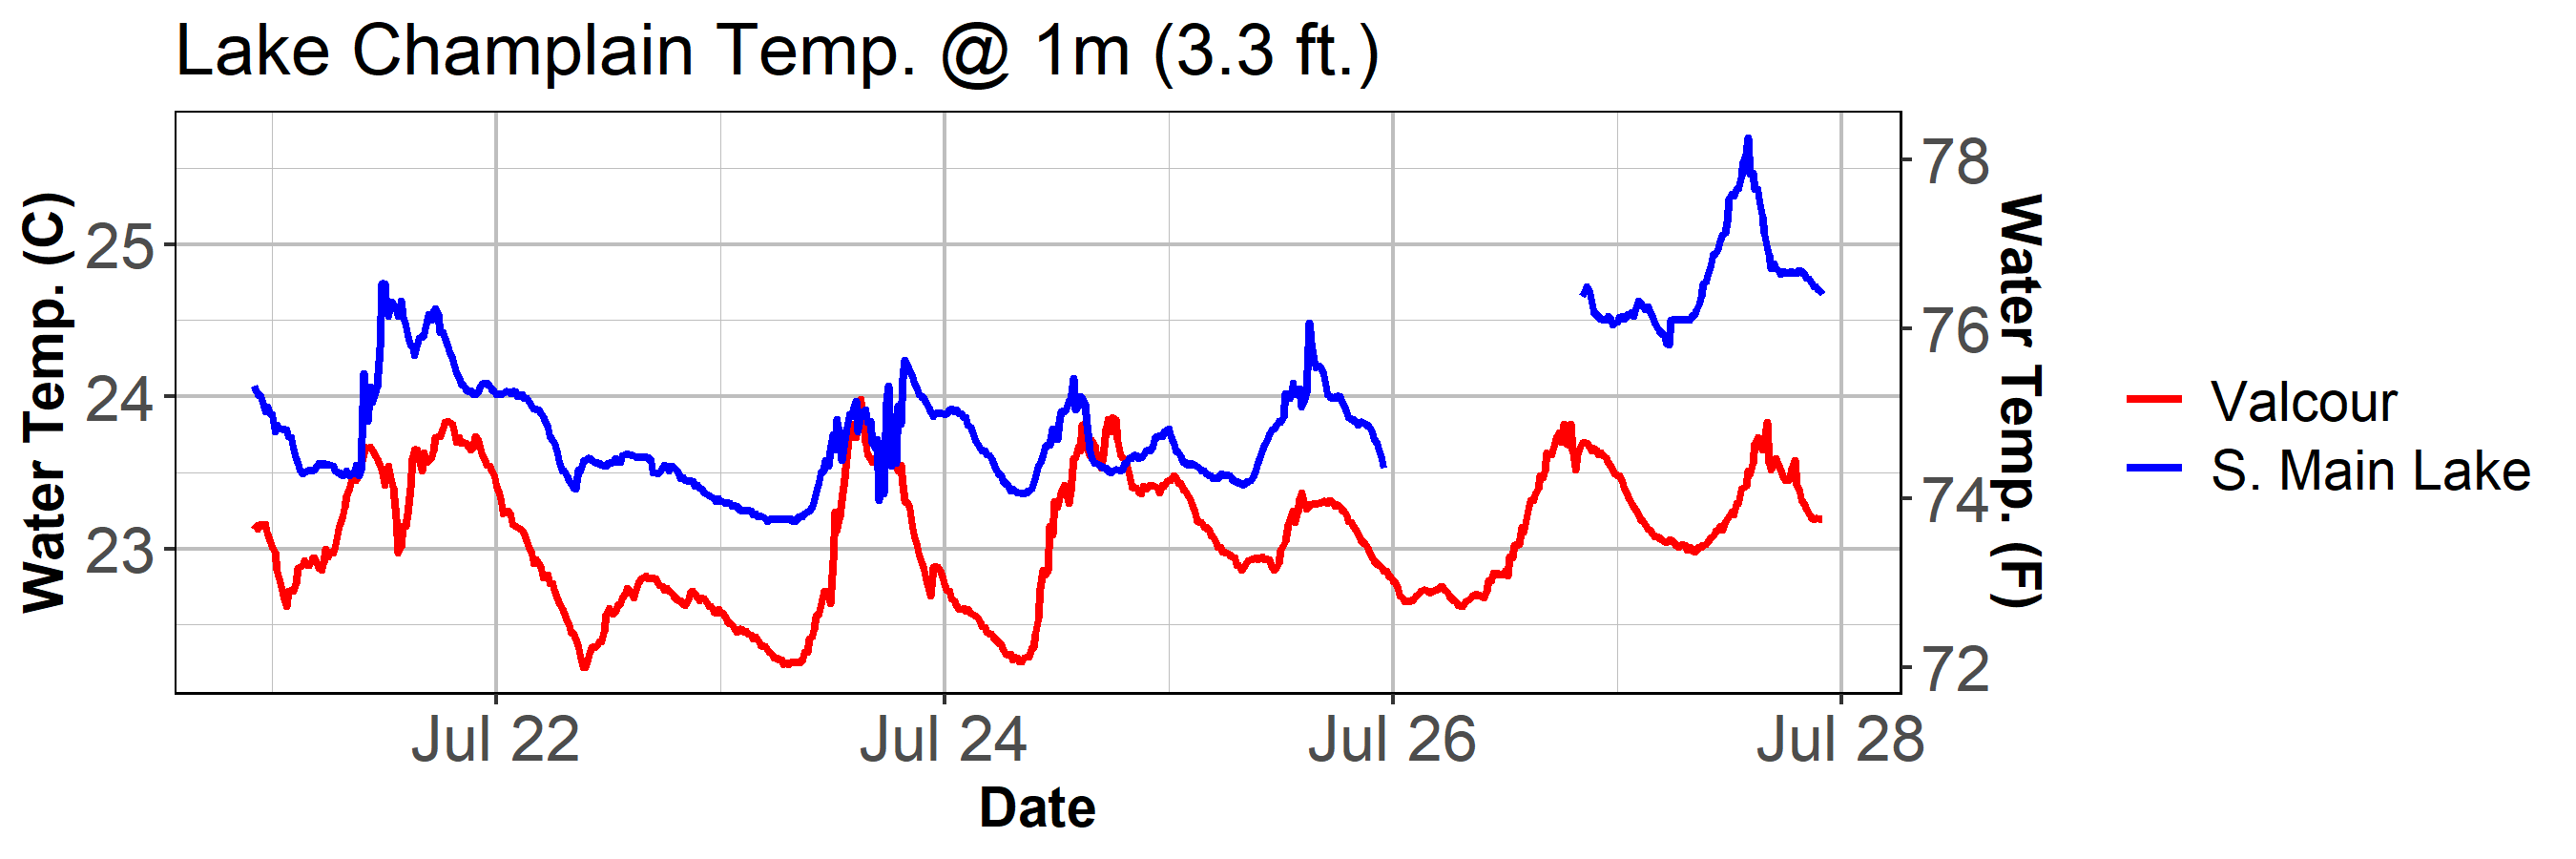 Lake Champlain Temp. @ 1m (3.3 ft.)
Water Temp. (C)
25
24
23
78
76
74
72
Water Temp. (F)
Jul 22
Jul 24
Jul 26
Jul 28
Date
Valcour
S. Main Lake